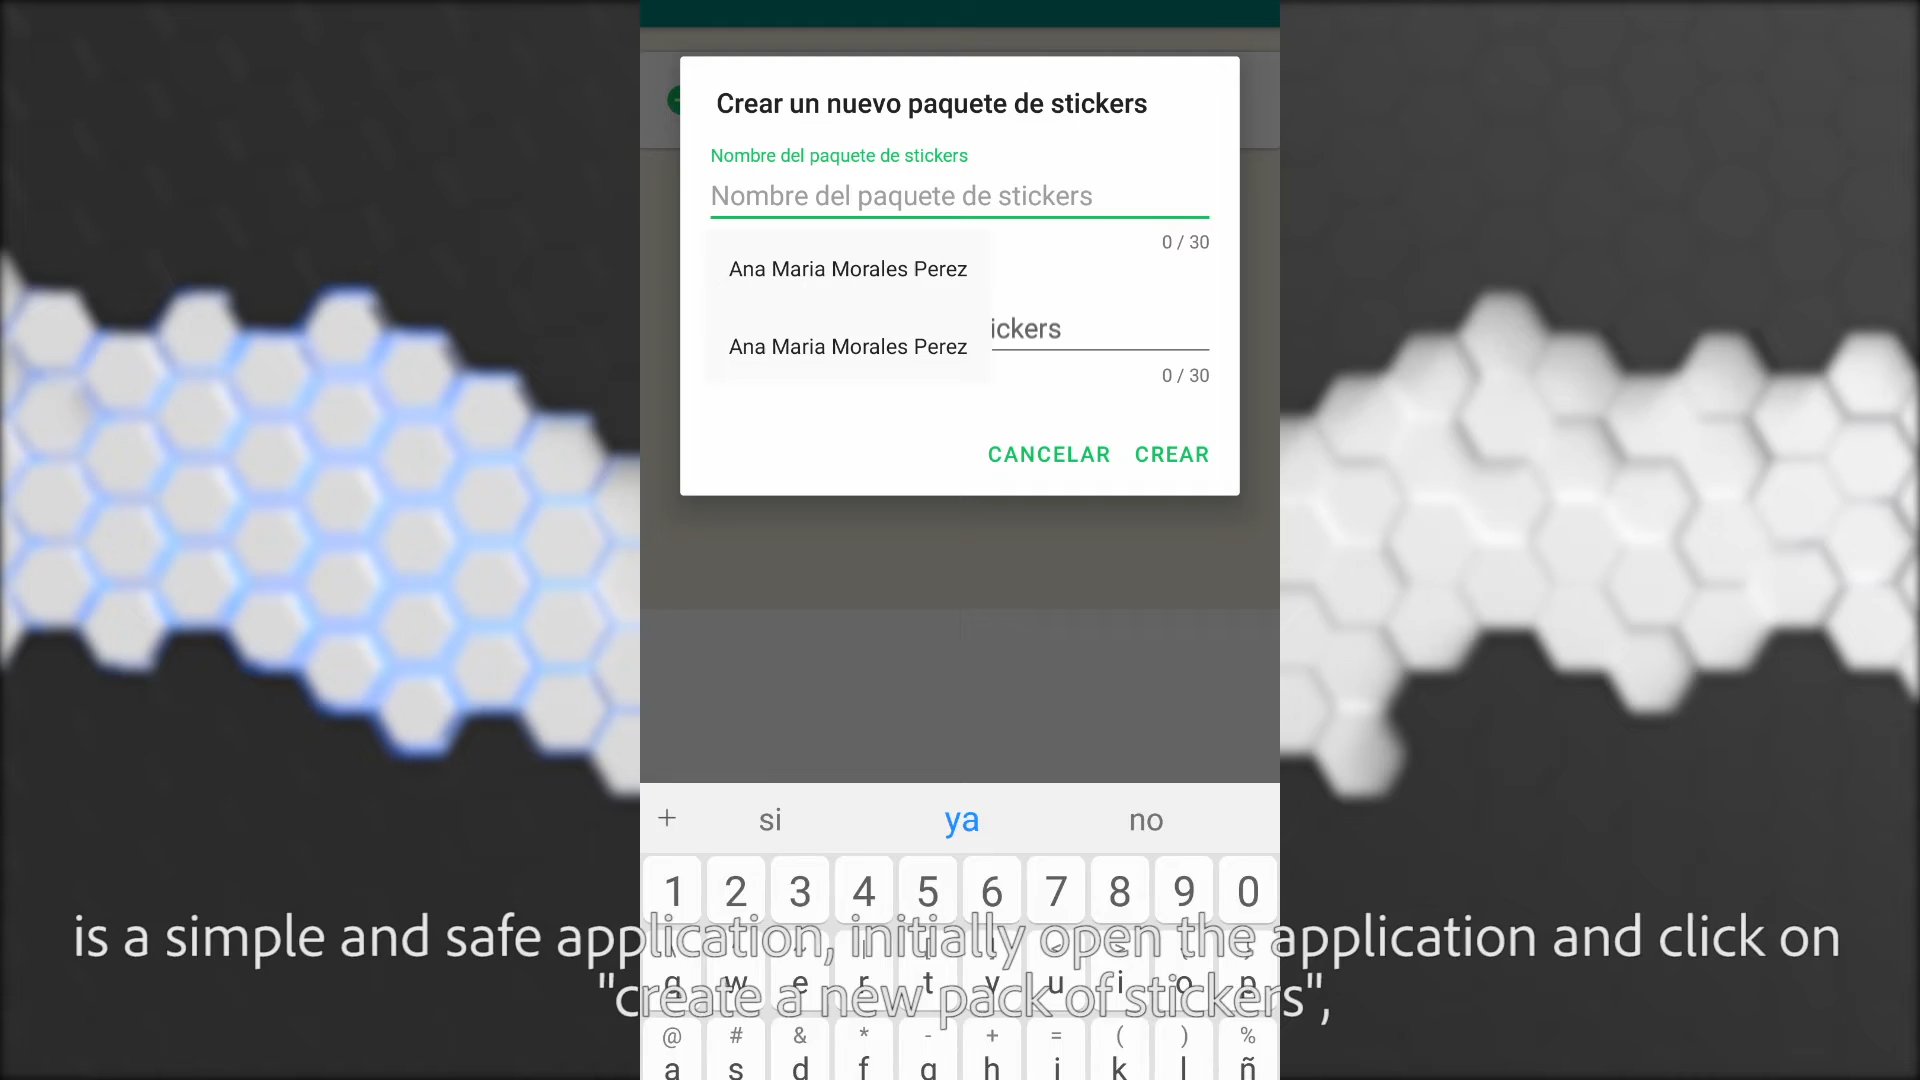 Crear un nuevo paquete de stickers
Nombre del paquete de stickers
Nombre del paquete de stickers
0 / 30
Ana Maria Morales Perez
ickers
Ana Maria Morales Perez
0 / 30
CANCELAR CREAR
+ si ya no
1 2 3 4 5 6 7 8 9 0
is a simple and safe application, initially open the application and click on
q w e r t y u i o p
"create a new pack of stickers",
@ # & * - + = ( ) %
a s d f g h j k l ñ